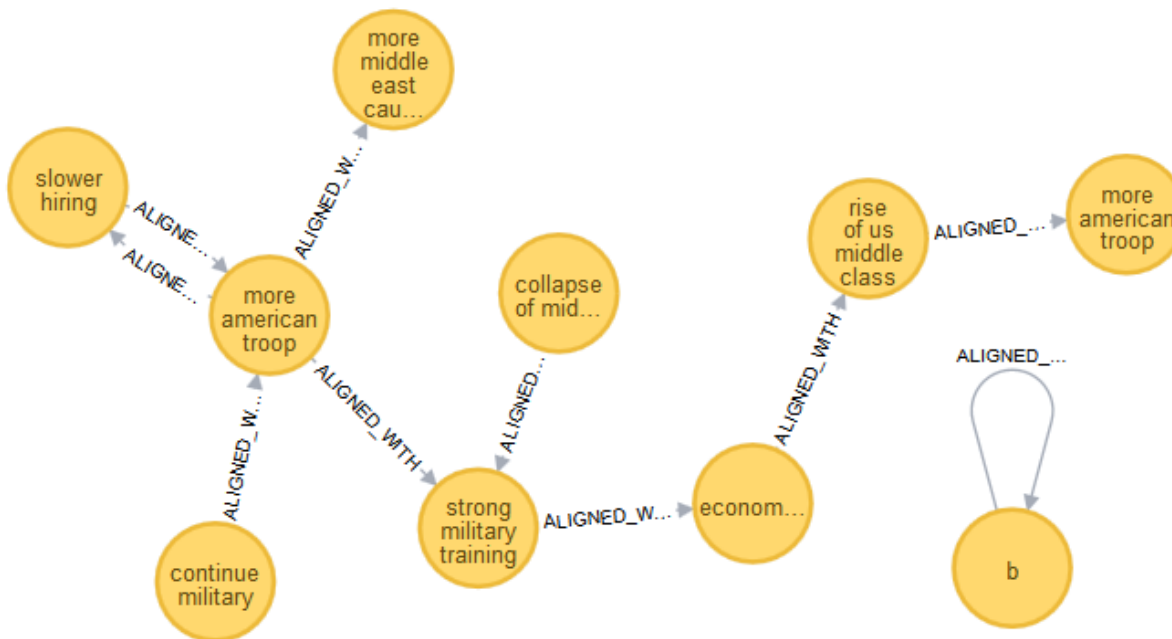 more
middle
east
cau...
slower
hiring
ALIGNE...
ALIGNE...
ALIGNED_W...
more
american
troop
ALIGNED_W...
continue
military
ALIGNED_WITH
collapse
of mid...
ALIGNED...
strong
military
training
ALIGNED_W...
econom...
ALIGNED_WITH
rise
of us
middle
class
ALIGNED_...
more
american
troop
ALIGNED_...
b